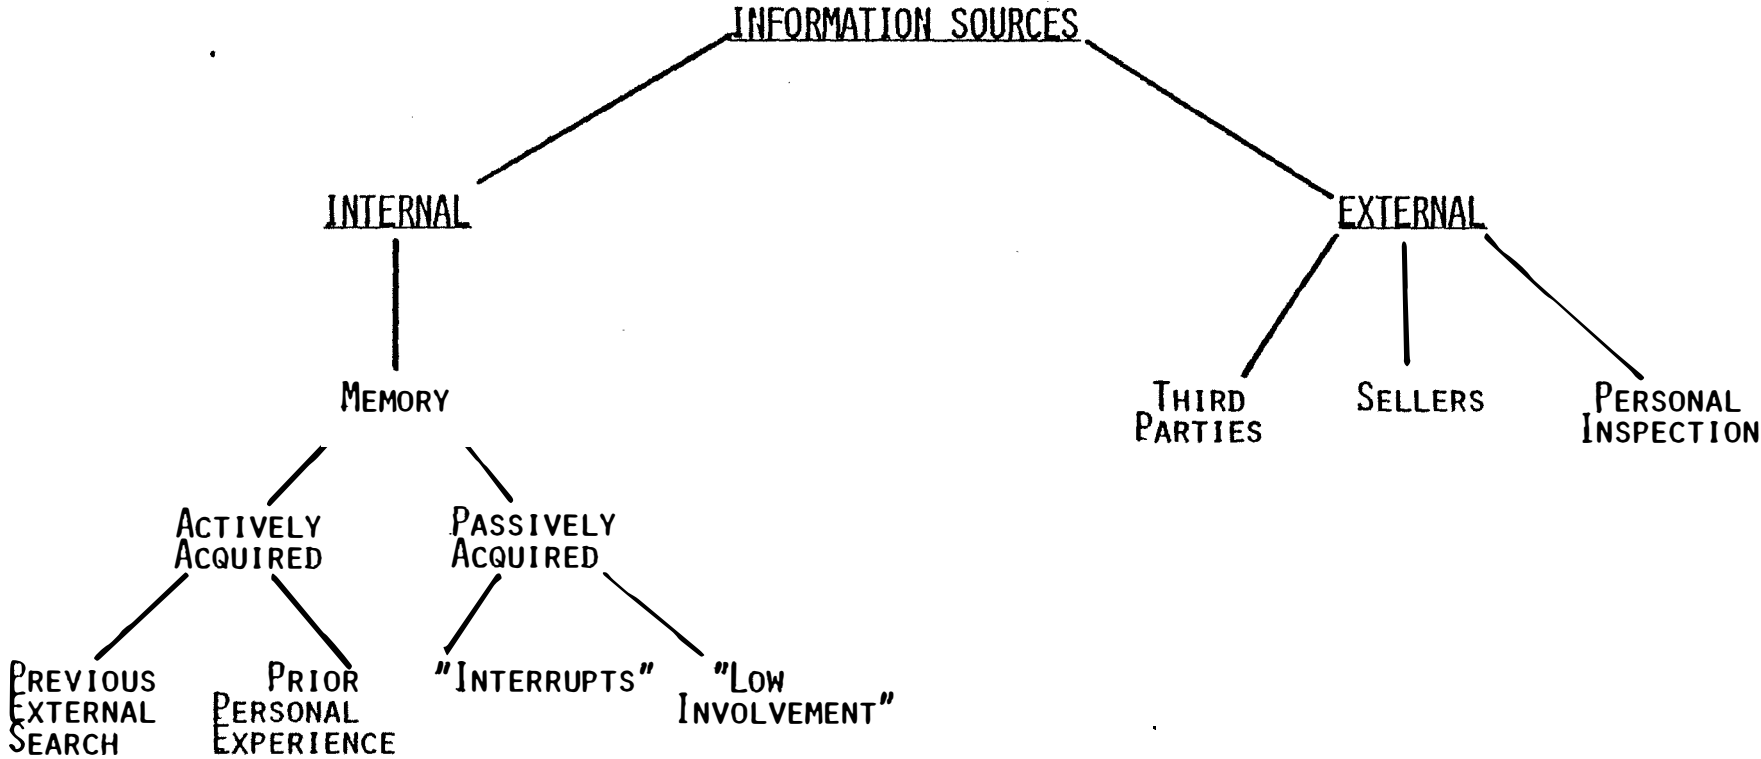 INFORMATION SOURCES
INTERNAL
EXTERNAL
MEMORY
THIRD
PARTIES
SELLERS
PERSONAL
INSPECTION
ACTIVELY
ACQUIRED
PASSIVELY
ACQUIRED
PREVIOUS
EXTERNAL
SEARCH
PRIOR
PERSONAL
EXPERIENCE
"INTERRUPTS"
"LOW
INVOLVEMENT"